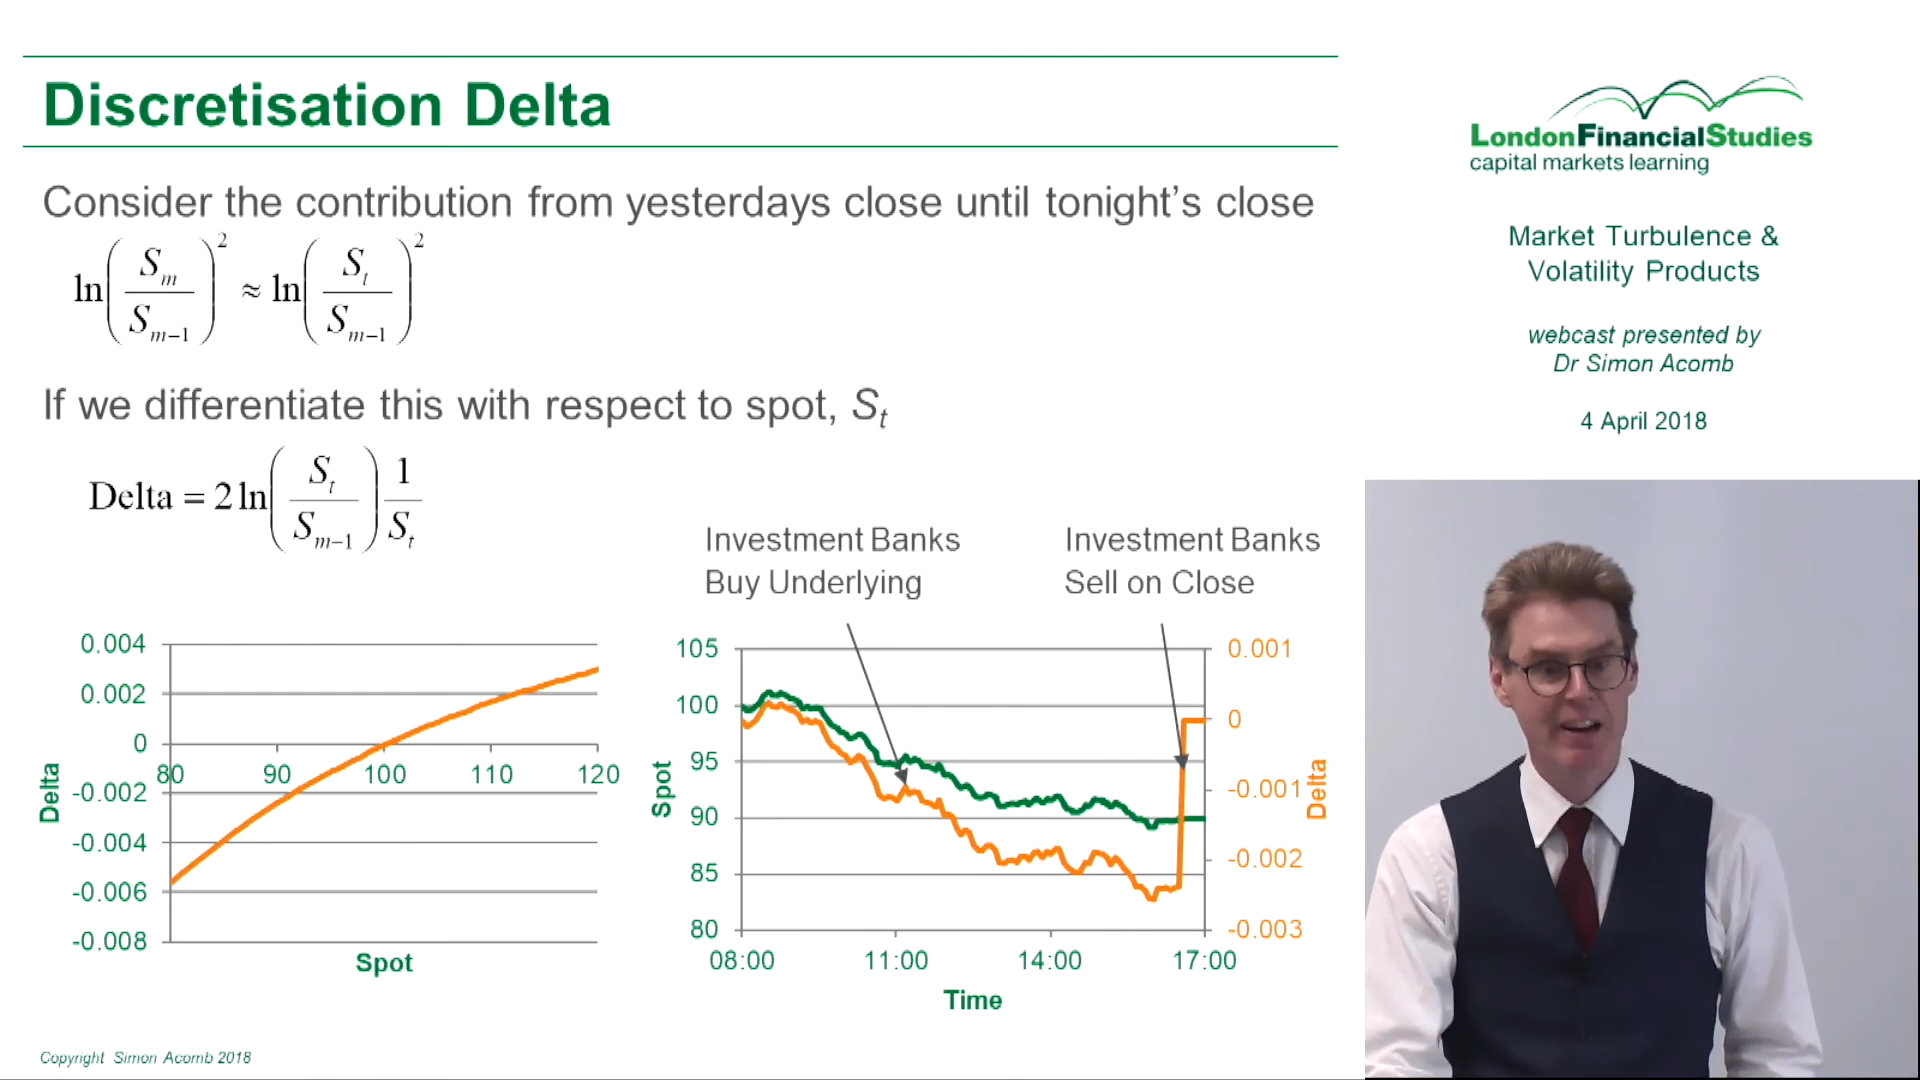 Discretisation Delta
Consider the contribution from yesterdays close until tonight's close
ln(S_m/S_{m-1})^2 ≈ ln(S_t/S_{m-1})^2
If we differentiate this with respect to spot, S_t
Delta = 2 ln(S_t/S_{m-1}) 1/S_t
0.004
0.002
0
-0.002
-0.004
-0.006
-0.008
80 90 100 110 120
Delta
Spot
Investment Banks
Buy Underlying
Investment Banks
Sell on Close
105
100
95
90
85
80
Spot
0.001
0
-0.001
-0.002
-0.003
Delta
08:00 11:00 14:00 17:00
Time
Copyright Simon Acomb 2018
LondonFinancialStudies
capital markets learning
Market Turbulence &
Volatility Products
webcast presented by
Dr Simon Acomb
4 April 2018